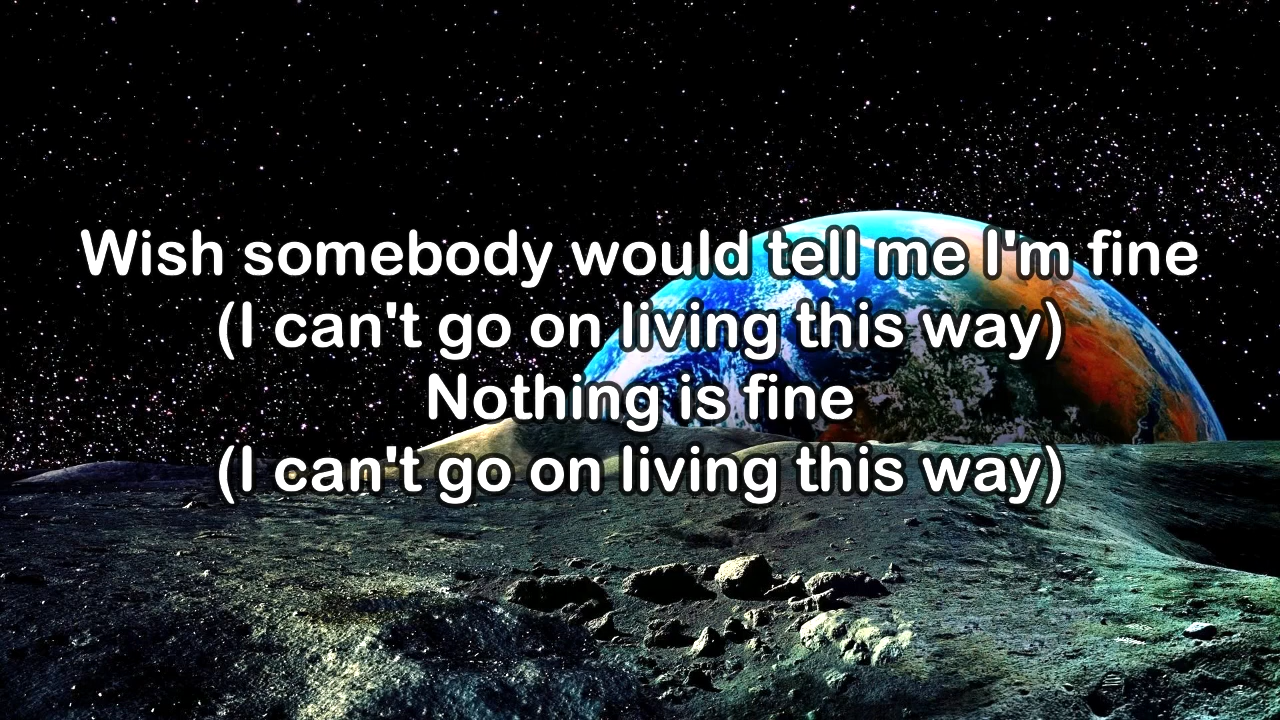 Wish somebody would tell me I'm fine
(I can't go on living this way)
Nothing is fine
(I can't go on living this way)